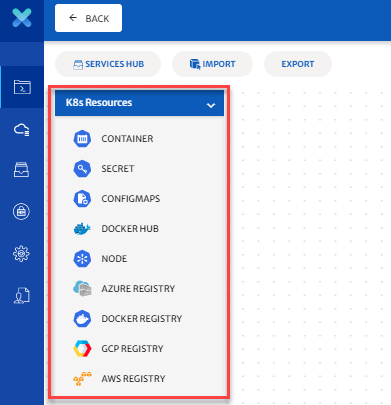 BACK
SERVICES HUB
IMPORT
EXPORT
K8s Resources
CONTAINER
SECRET
CONFIGMAPS
DOCKER HUB
NODE
AZURE REGISTRY
DOCKER REGISTRY
GCP REGISTRY
AWS REGISTRY